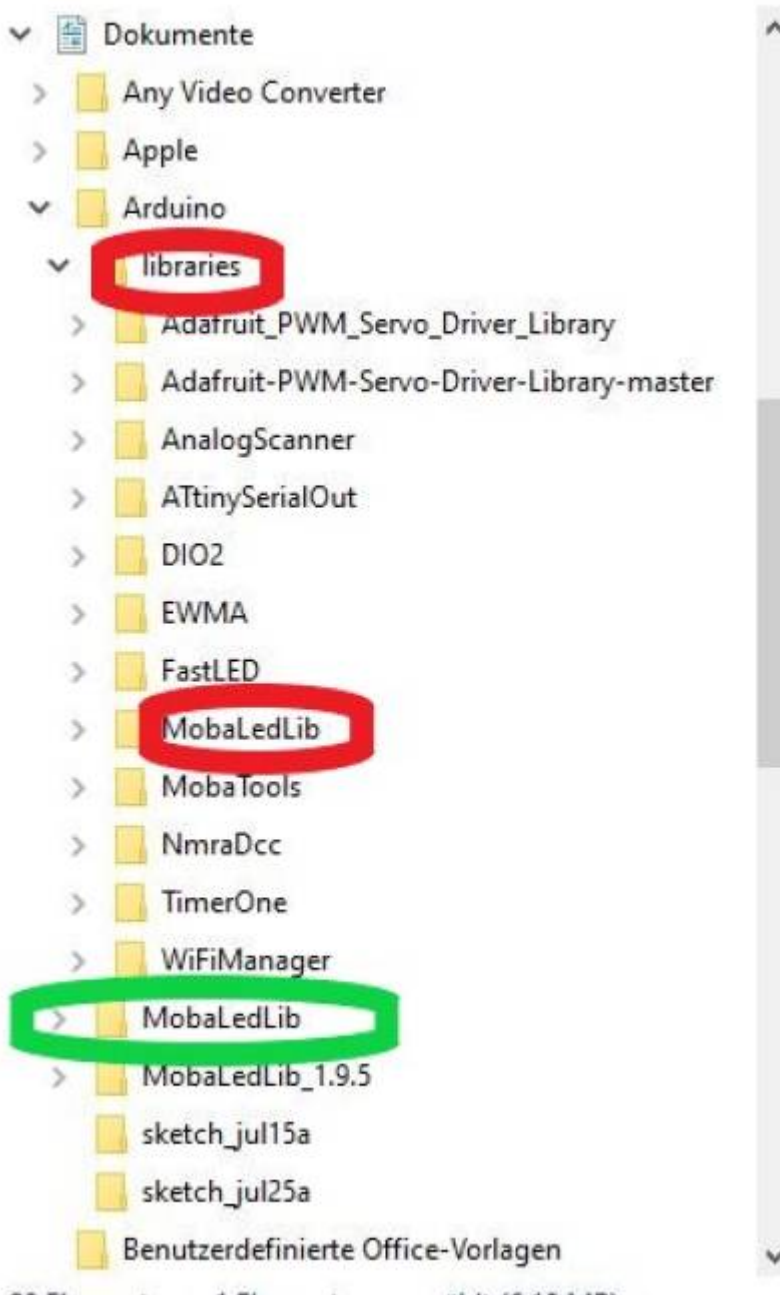 Dokumente
Any Video Converter
Apple
Arduino
libraries
Adafruit_PWM_Servo_Driver_Library
Adafruit-PWM-Servo-Driver-Library-master
AnalogScanner
ATtinySerialOut
DIO2
EWMA
FastLED
MobaLedLib
MobaTools
NmraDcc
TimerOne
WiFiManager
MobaLedLib
MobaLedLib_1.9.5
sketch_jul15a
sketch_jul25a
Benutzerdefinierte Office-Vorlagen